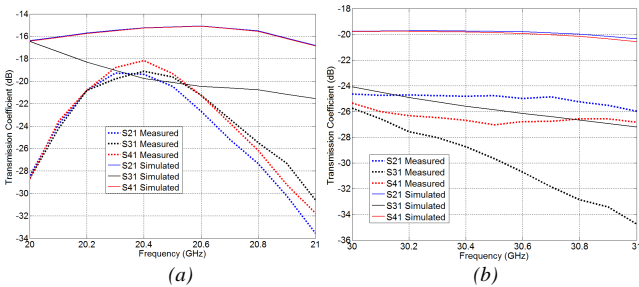 -14
-16
-18
-20
-22
-24
-26
-28
-30
-32
-34
Transmission Coefficient (dB)
S21 Measured
S31 Measured
S41 Measured
S21 Simulated
S31 Simulated
S41 Simulated
20 20.2 20.4 20.6 20.8 21
Frequency (GHz)
(a)
-18
-20
-22
-24
-26
-28
-30
-32
-34
-36
Transmission Coefficient (dB)
S21 Measured
S31 Measured
S41 Measured
S21 Simulated
S31 Simulated
S41 Simulated
30 30.2 30.4 30.6 30.8 31
Frequency (GHz)
(b)